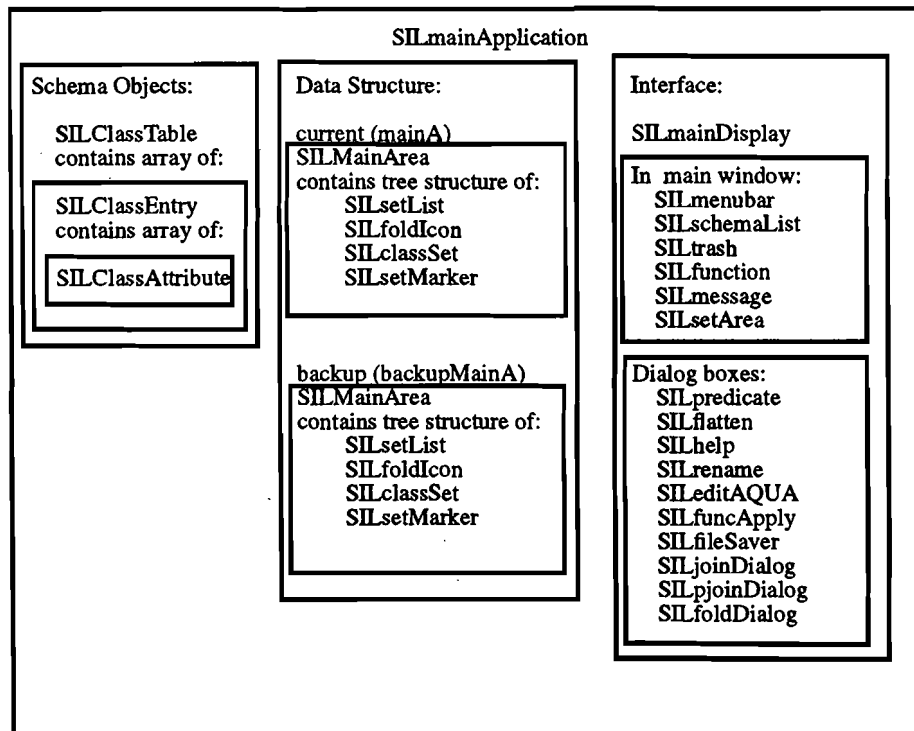 SILmainApplication
Schema Objects:
SILClassTable
contains array of:
SILClassEntry
contains array of:
SILClassAttribute
Data Structure:
current (mainA)
SILMainArea
contains tree structure of:
SILsetList
SILfoldIcon
SILclassSet
SILsetMarker
backup (backupMainA)
SILMainArea
contains tree structure of:
SILsetList
SILfoldIcon
SILclassSet
SILsetMarker
Interface:
SILmainDisplay
In main window:
SILmenubar
SILschemaList
SILtrash
SILfunction
SILmessage
SILsetArea
Dialog boxes:
SILpredicate
SILflatten
SILhelp
SILrename
SILeditAQUA
SILfuncApply
SILfileSaver
SILjoinDialog
SILpjoinDialog
SILfoldDialog